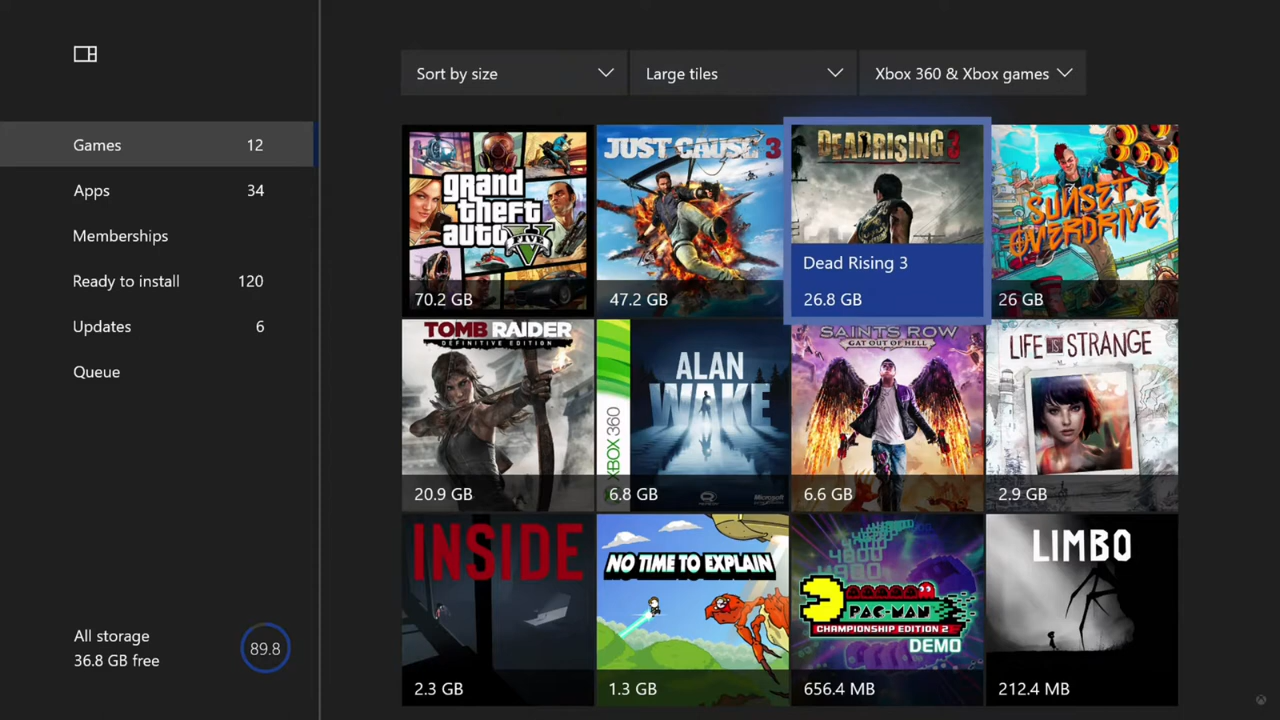 Sort by size
Large tiles
Xbox 360 & Xbox games
Games 12
Apps 34
Memberships
Ready to install 120
Updates 6
Queue
All storage
36.8 GB free
89.8
grand
theft
auto
V
FIVE
70.2 GB
JUST CAUSE 3
47.2 GB
DEADRISING 3
Dead Rising 3
26.8 GB
SUNSET
OVERDRIVE
26 GB
TOMB RAIDER
DEFINITIVE EDITION
20.9 GB
XBOX 360
ALAN
WAKE
Microsoft
6.8 GB
SAINTS ROW
GAT OUT OF HELL
6.6 GB
LIFE IS STRANGE
2.9 GB
INSIDE
2.3 GB
NO TIME TO EXPLAIN
1.3 GB
PAC-MAN
CHAMPIONSHIP EDITION 2
DEMO
656.4 MB
LIMBO
212.4 MB